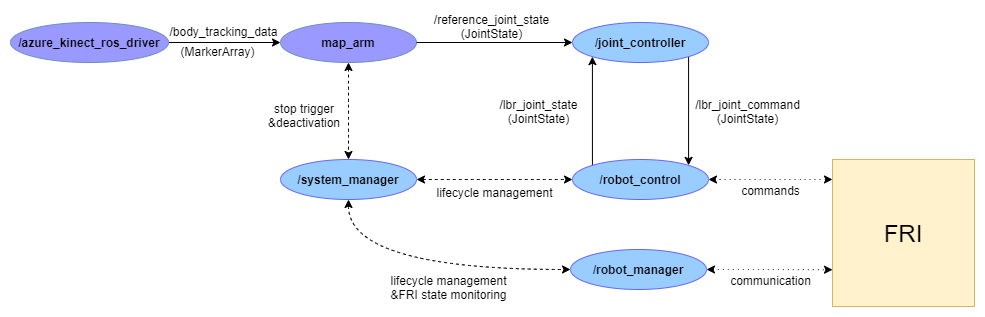 /azure_kinect_ros_driver
/body_tracking_data
(MarkerArray)
map_arm
/reference_joint_state
(JointState)
/joint_controller
stop trigger
&deactivation
/lbr_joint_state
(JointState)
/lbr_joint_command
(JointState)
/system_manager
lifecycle management
/robot_control
commands
FRI
lifecycle management
&FRI state monitoring
/robot_manager
communication